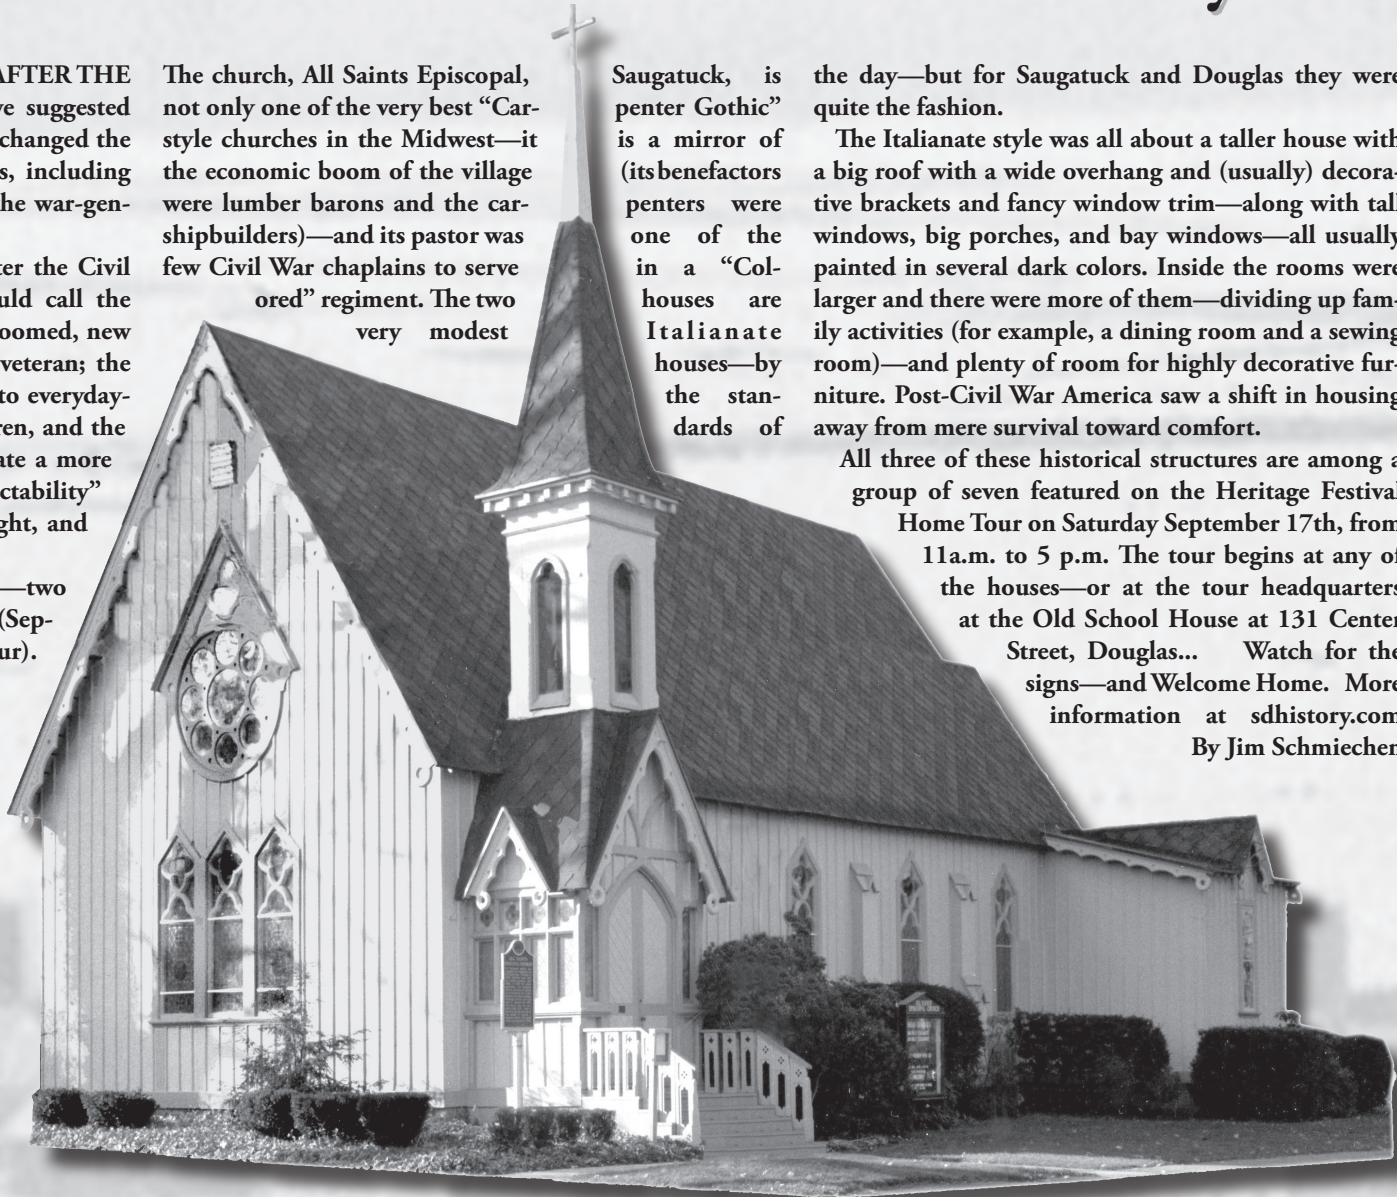 AFTER THE
ve suggested
changed the
s, including
he war-gen-
ter the Civil
uld call the
oomed, new
veteran; the
to everyday-
ren, and the
ate a more
ctability”
ght, and
—two
(Sep-
ur).
The church, All Saints Episcopal, Saugatuck, is
not only one of the very best “Car- penter Gothic”
style churches in the Midwest—it is a mirror of
the economic boom of the village (its benefactors
were lumber barons and the car- penters were
shipbuilders)—and its pastor was one of the
few Civil War chaplains to serve in a “Col-
ored” regiment. The two houses are
very modest Italianate
houses—by
the stan-
dards of
the day—but for Saugatuck and Douglas they were
quite the fashion.
The Italianate style was all about a taller house with
a big roof with a wide overhang and (usually) decora-
tive brackets and fancy window trim—along with tall
windows, big porches, and bay windows—all usually
painted in several dark colors. Inside the rooms were
larger and there were more of them—dividing up fam-
ily activities (for example, a dining room and a sewing
room)—and plenty of room for highly decorative fur-
niture. Post-Civil War America saw a shift in housing
away from mere survival toward comfort.
All three of these historical structures are among a
group of seven featured on the Heritage Festival
Home Tour on Saturday September 17th, from
11a.m. to 5 p.m. The tour begins at any of
the houses—or at the tour headquarters
at the Old School House at 131 Center
Street, Douglas... Watch for the
signs—and Welcome Home. More
information at sdhistory.com
By Jim Schmiechen